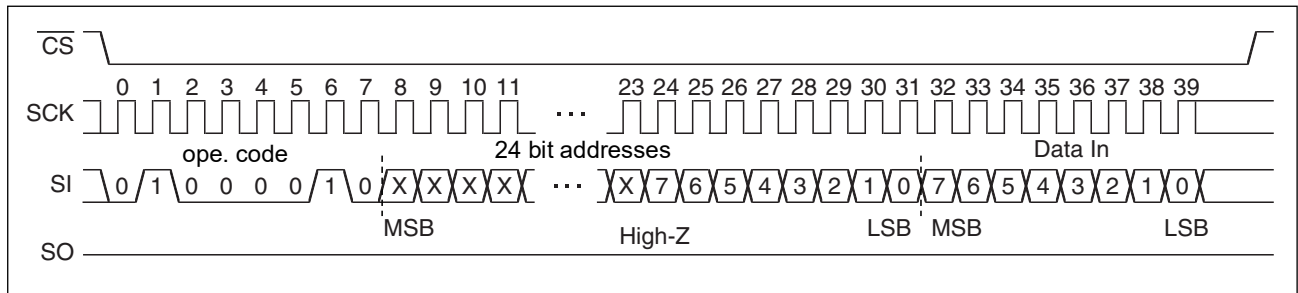 CS
0 1 2 3 4 5 6 7 8 9 10 11 23 24 25 26 27 28 29 30 31 32 33 34 35 36 37 38 39
SCK ...
ope. code 24 bit addresses Data In
SI 0 1 0 0 0 0 1 0 X X X X ... X 7 6 5 4 3 2 1 0 7 6 5 4 3 2 1 0
MSB High-Z LSB MSB LSB
SO